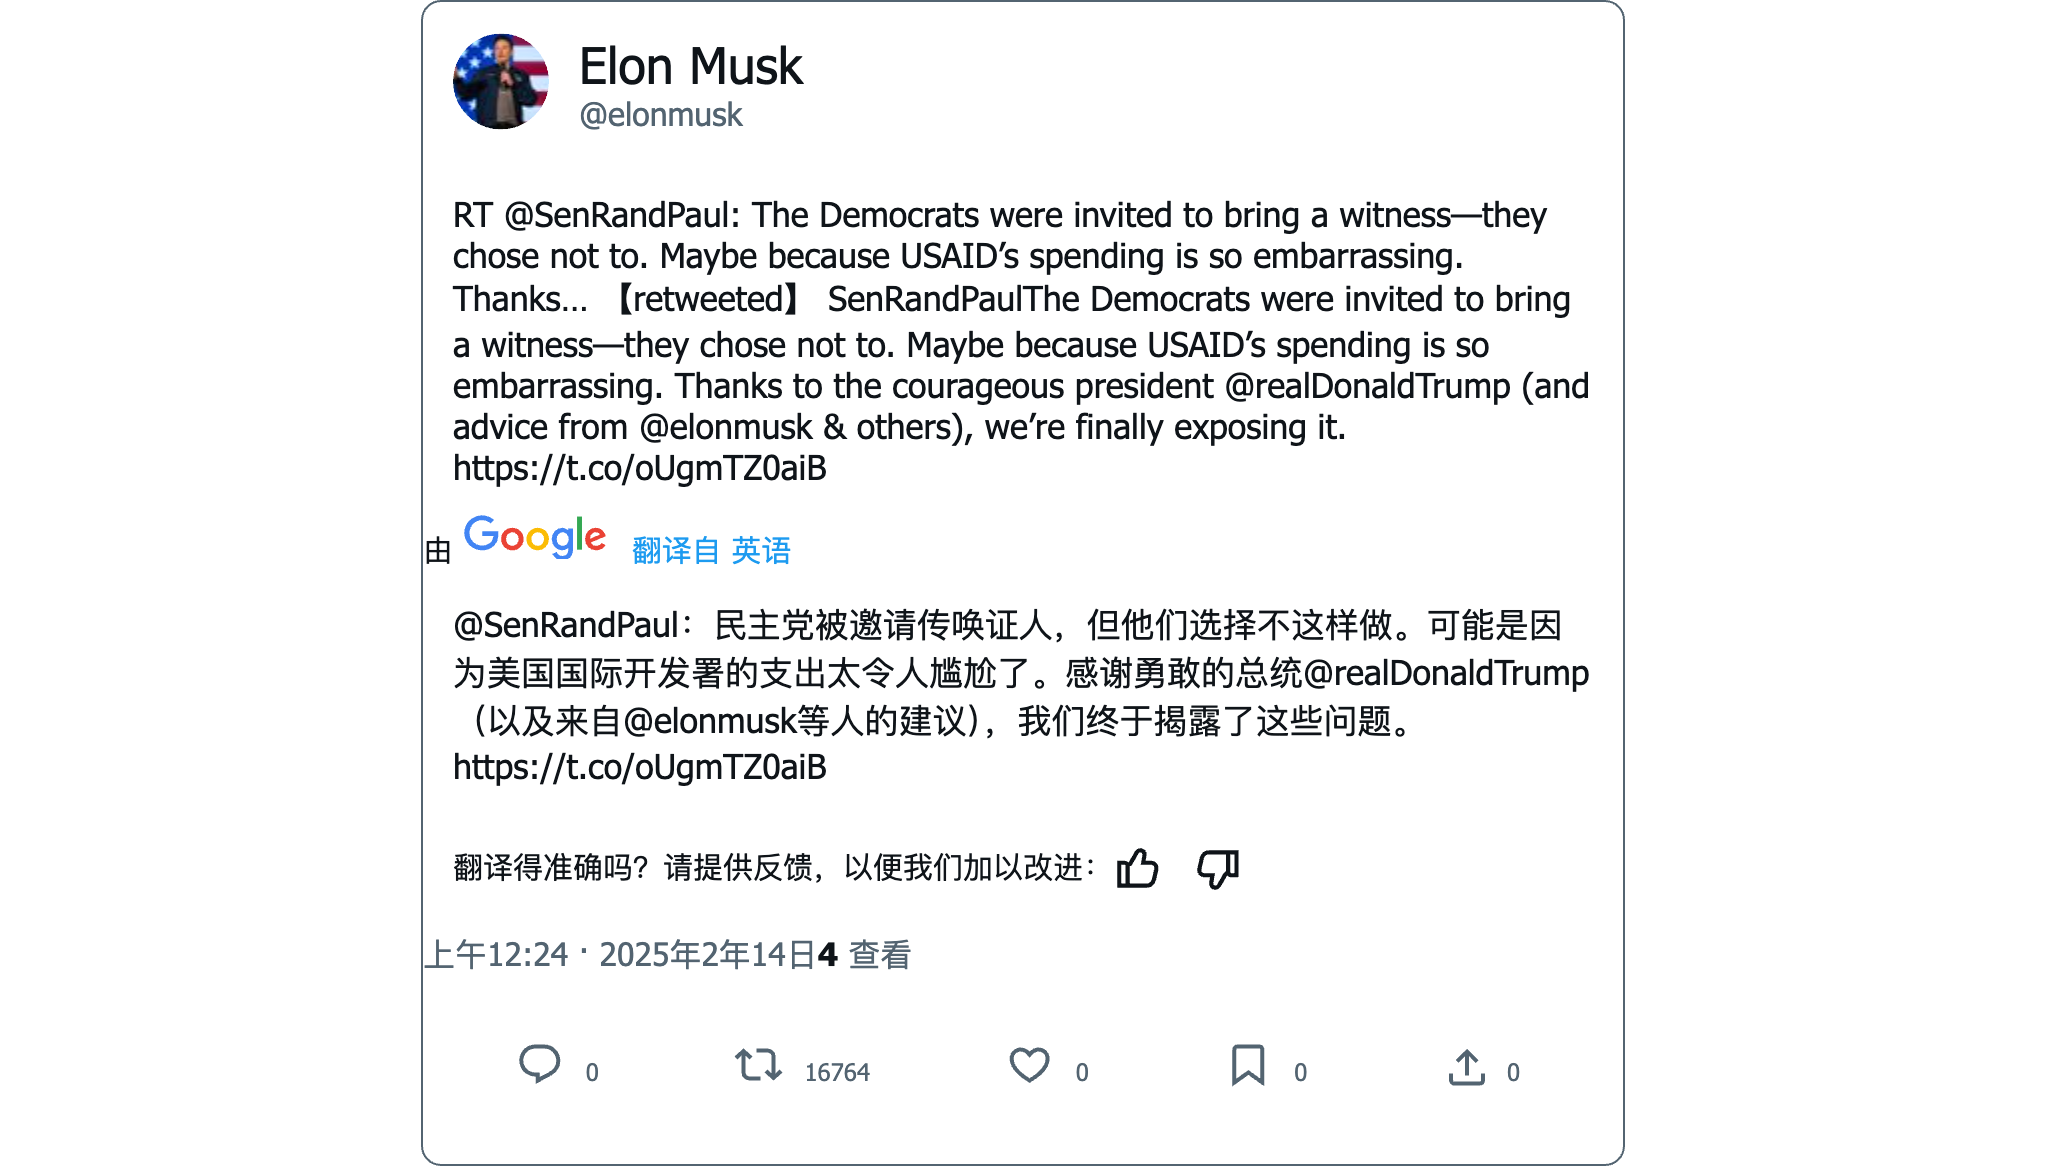 Elon Musk
@elonmusk
RT @SenRandPaul: The Democrats were invited to bring a witness—they
chose not to. Maybe because USAID’s spending is so embarrassing.
Thanks… 【retweeted】 SenRandPaulThe Democrats were invited to bring
a witness—they chose not to. Maybe because USAID’s spending is so
embarrassing. Thanks to the courageous president @realDonaldTrump (and
advice from @elonmusk & others), we’re finally exposing it.
https://t.co/oUgmTZ0aiB
由 Google 翻译自 英语
@SenRandPaul：民主党被邀请传唤证人，但他们选择不这样做。可能是因
为美国国际开发署的支出太令人尴尬了。感谢勇敢的总统@realDonaldTrump
（以及来自@elonmusk等人的建议），我们终于揭露了这些问题。
https://t.co/oUgmTZ0aiB
翻译得准确吗？请提供反馈，以便我们加以改进：
上午12:24 · 2025年2年14日4 查看
0 16764 0 0 0